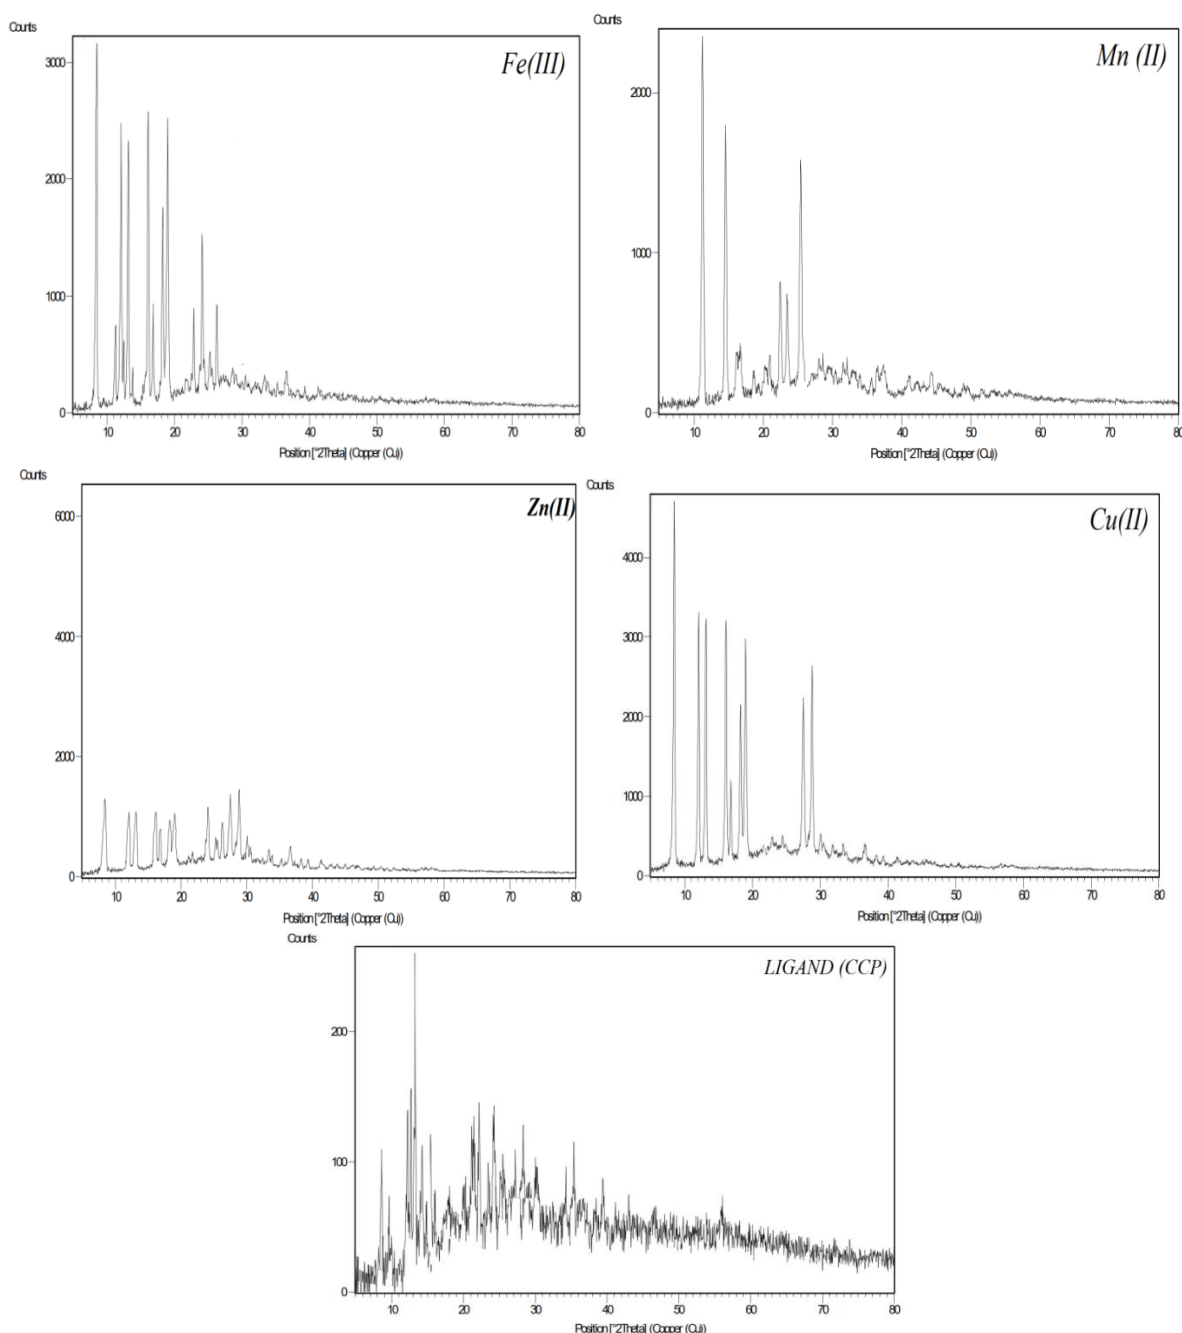 Counts
Fe(III)
3000
2000
1000
0
10 20 30 40 50 60 70 80
Position [°2Theta] (Copper (Cu))
Counts
Mn (II)
2000
1000
0
10 20 30 40 50 60 70 80
Position [°2Theta] (Copper (Cu))
Counts
Zn(II)
6000
4000
2000
0
10 20 30 40 50 60 70 80
Position [°2Theta] (Copper (Cu))
Counts
Cu(II)
4000
3000
2000
1000
0
10 20 30 40 50 60 70 80
Position [°2Theta] (Copper (Cu))
Counts
LIGAND (CCP)
200
100
0
10 20 30 40 50 60 70 80
Position [°2Theta] (Copper (Cu))